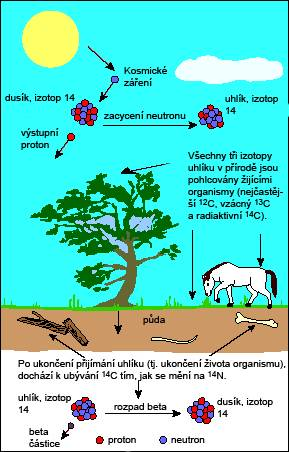 Kosmické
záření
dusík, izotop
14
zacycení neutronu
uhlík, izotop
14
výstupní
proton
Všechny tři izotopy
uhlíku v přírodě jsou
pohlcovány žijícími
organismy (nejčastěj-
ší ¹²C, vzácný ¹³C
a radiaktivní ¹⁴C).
půda
Po ukončení přijímání uhlíku (tj. ukončení života organismu),
dochází k ubývání 14C tím, jak se mění na ¹⁴N.
uhlík, izotop
14
rozpad beta
dusík, izotop
14
beta
částice
proton
neutron